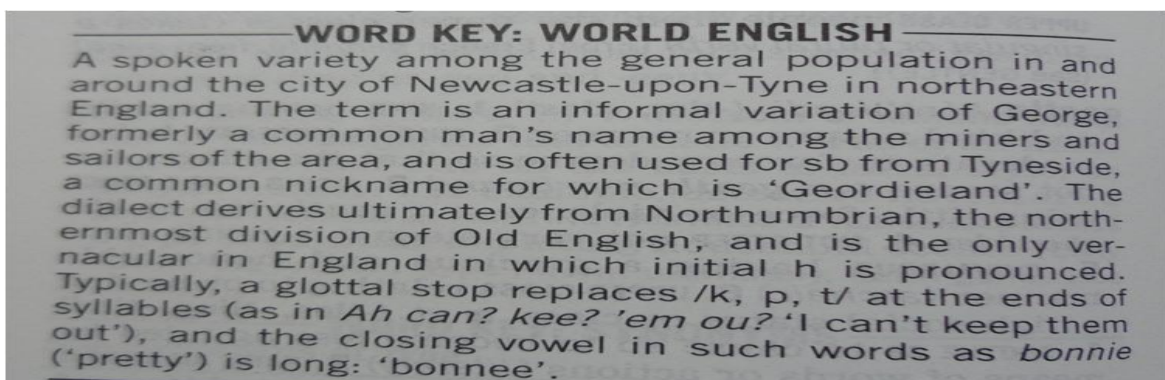 WORD KEY: WORLD ENGLISH
A spoken variety among the general population in and
around the city of Newcastle-upon-Tyne in northeastern
England. The term is an informal variation of George,
formerly a common man's name among the miners and
sailors of the area, and is often used for sb from Tyneside,
a common nickname for which is ‘Geordieland’. The
dialect derives ultimately from Northumbrian, the north-
ernmost division of Old English, and is the only ver-
nacular in England in which initial h is pronounced.
Typically, a glottal stop replaces /k, p, t/ at the ends of
syllables (as in Ah can? kee? 'em ou? ‘I can't keep them
out’), and the closing vowel in such words as bonnie
(‘pretty’) is long: ‘bonnee’.